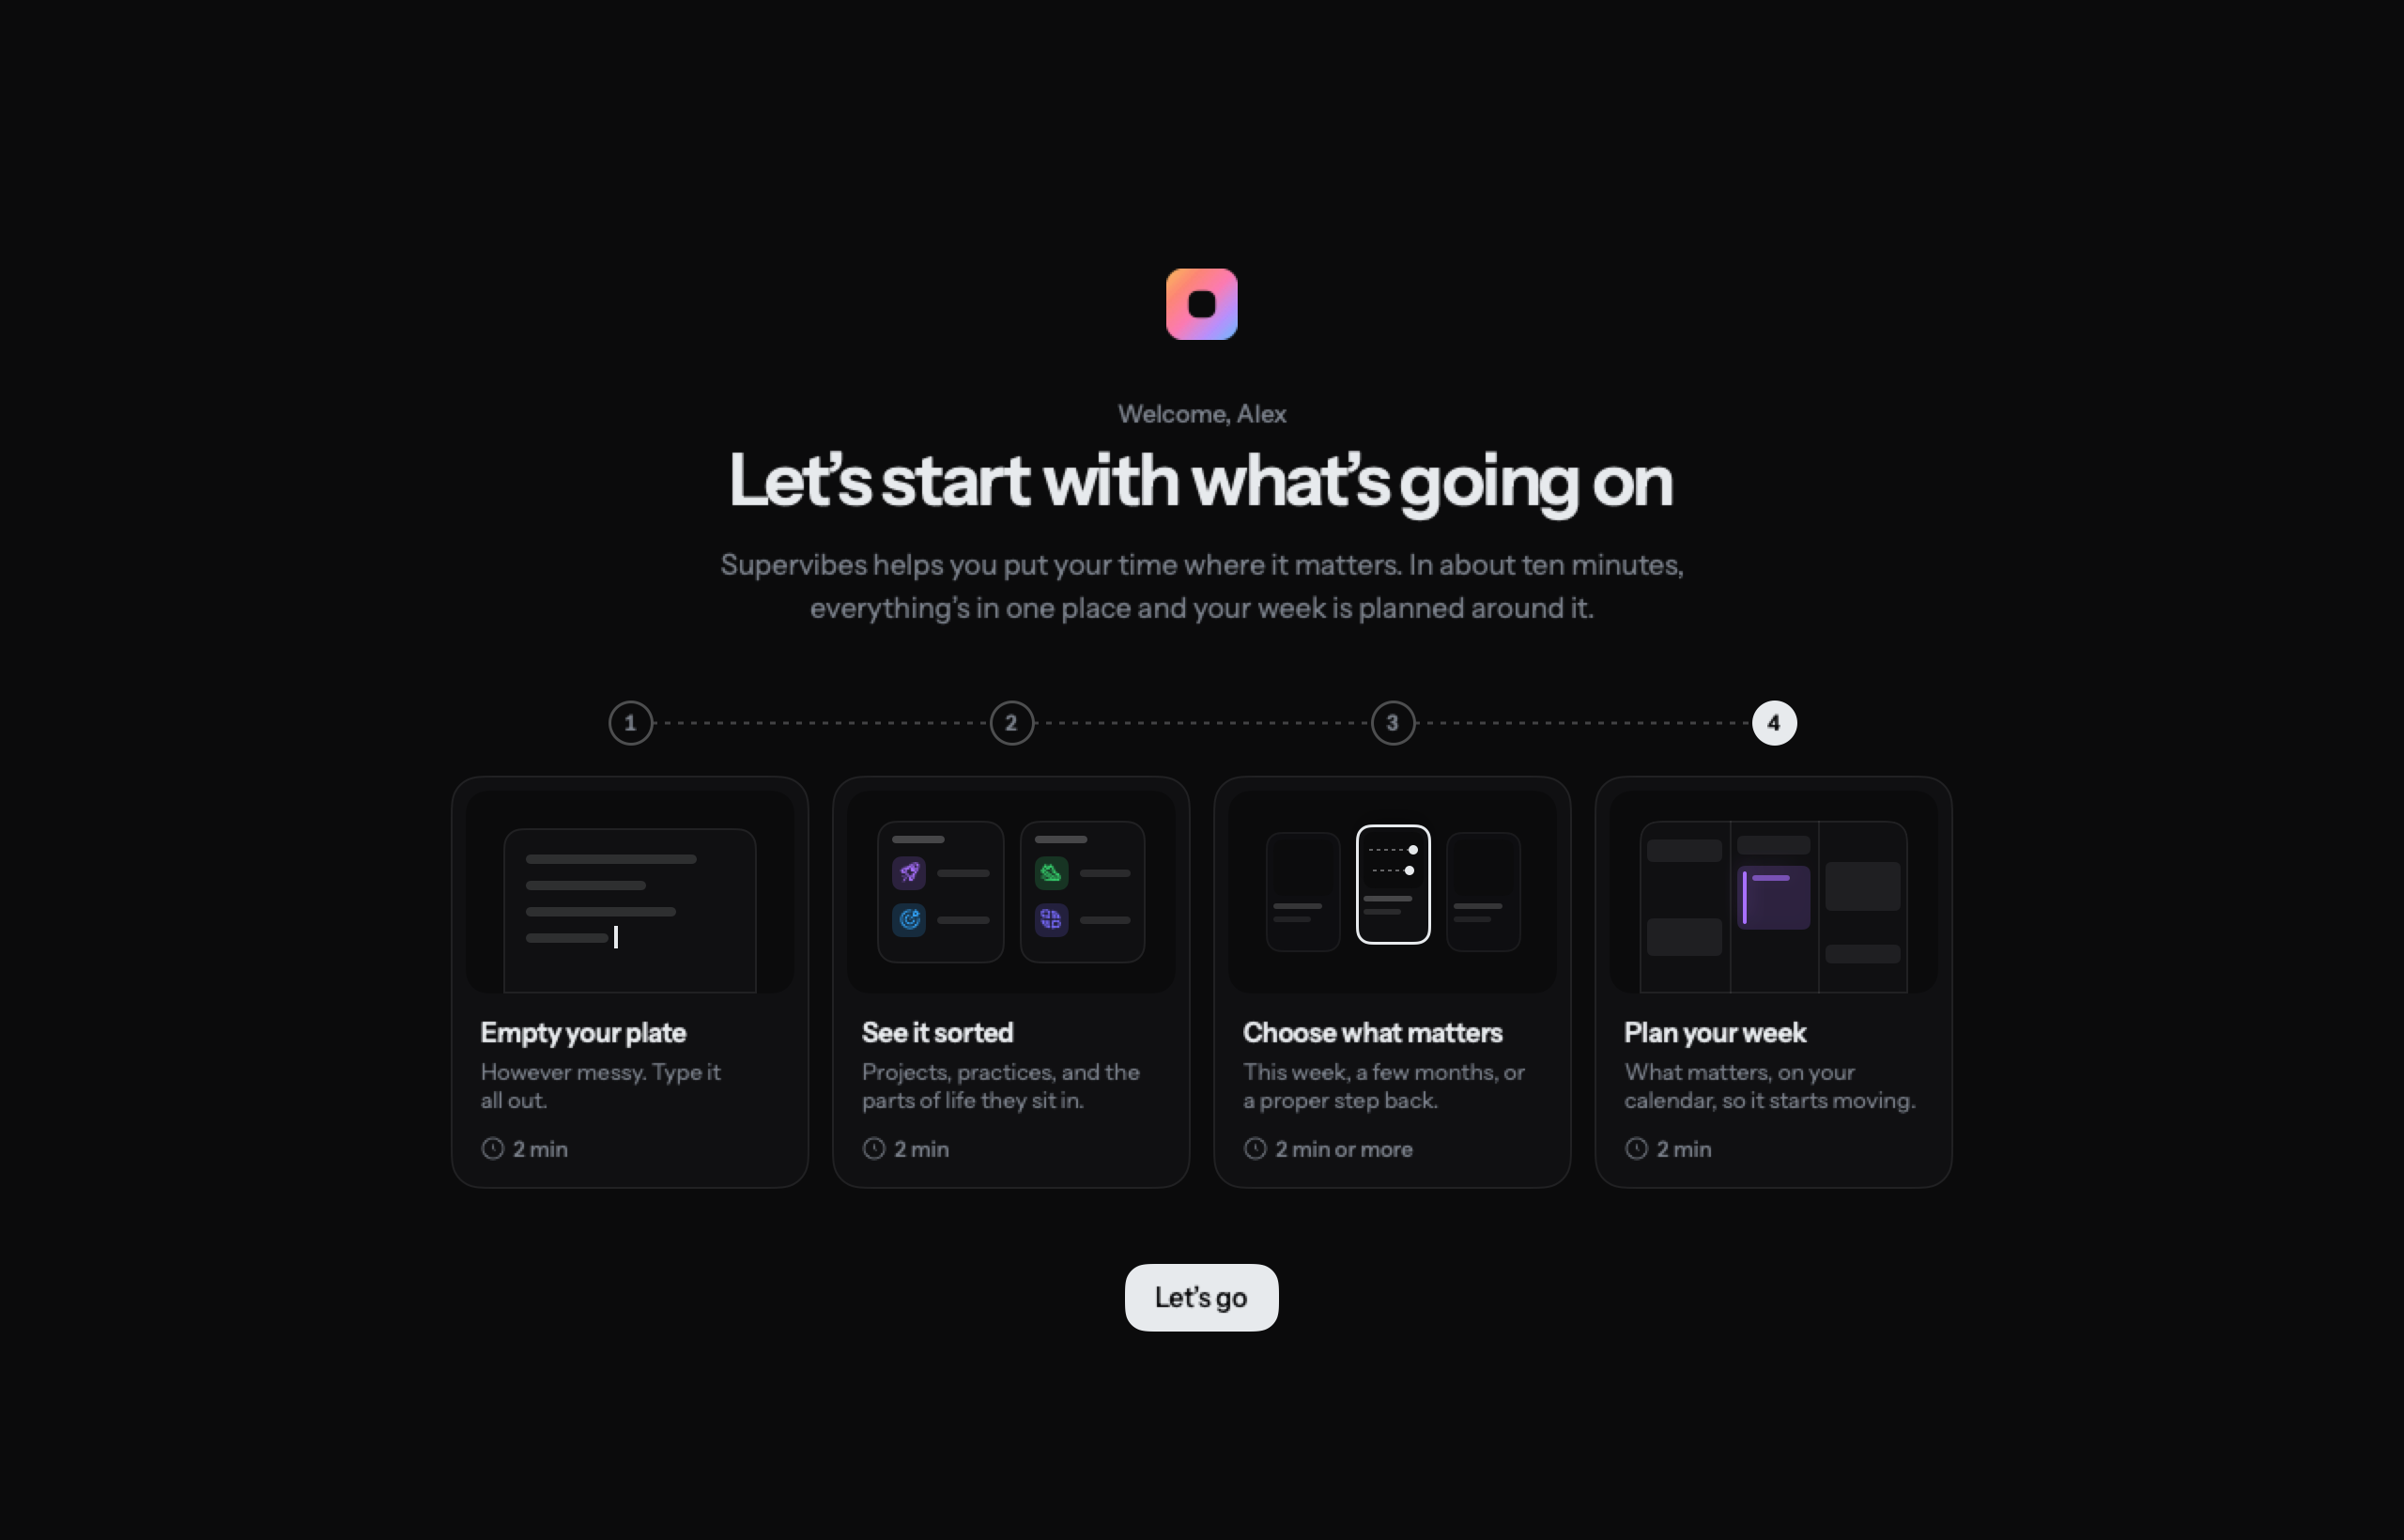 Welcome, Alex
Let’s start with what’s going on
Supervibes helps you put your time where it matters. In about ten minutes,
everything’s in one place and your week is planned around it.
1
2
3
4
Empty your plate
However messy. Type it
all out.
2 min
See it sorted
Projects, practices, and the
parts of life they sit in.
2 min
Choose what matters
This week, a few months, or
a proper step back.
2 min or more
Plan your week
What matters, on your
calendar, so it starts moving.
2 min
Let’s go